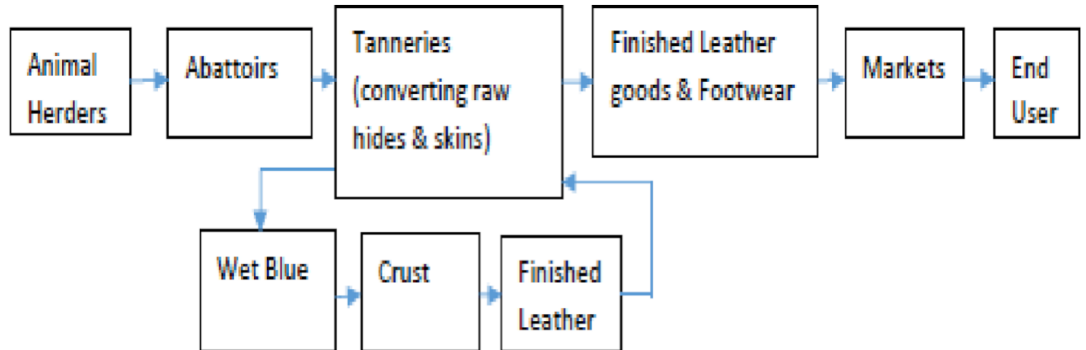 Animal
Herders
Abattoirs
Tanneries
(converting raw
hides & skins)
Finished Leather
goods & Footwear
Markets
End
User
Wet Blue
Crust
Finished
Leather